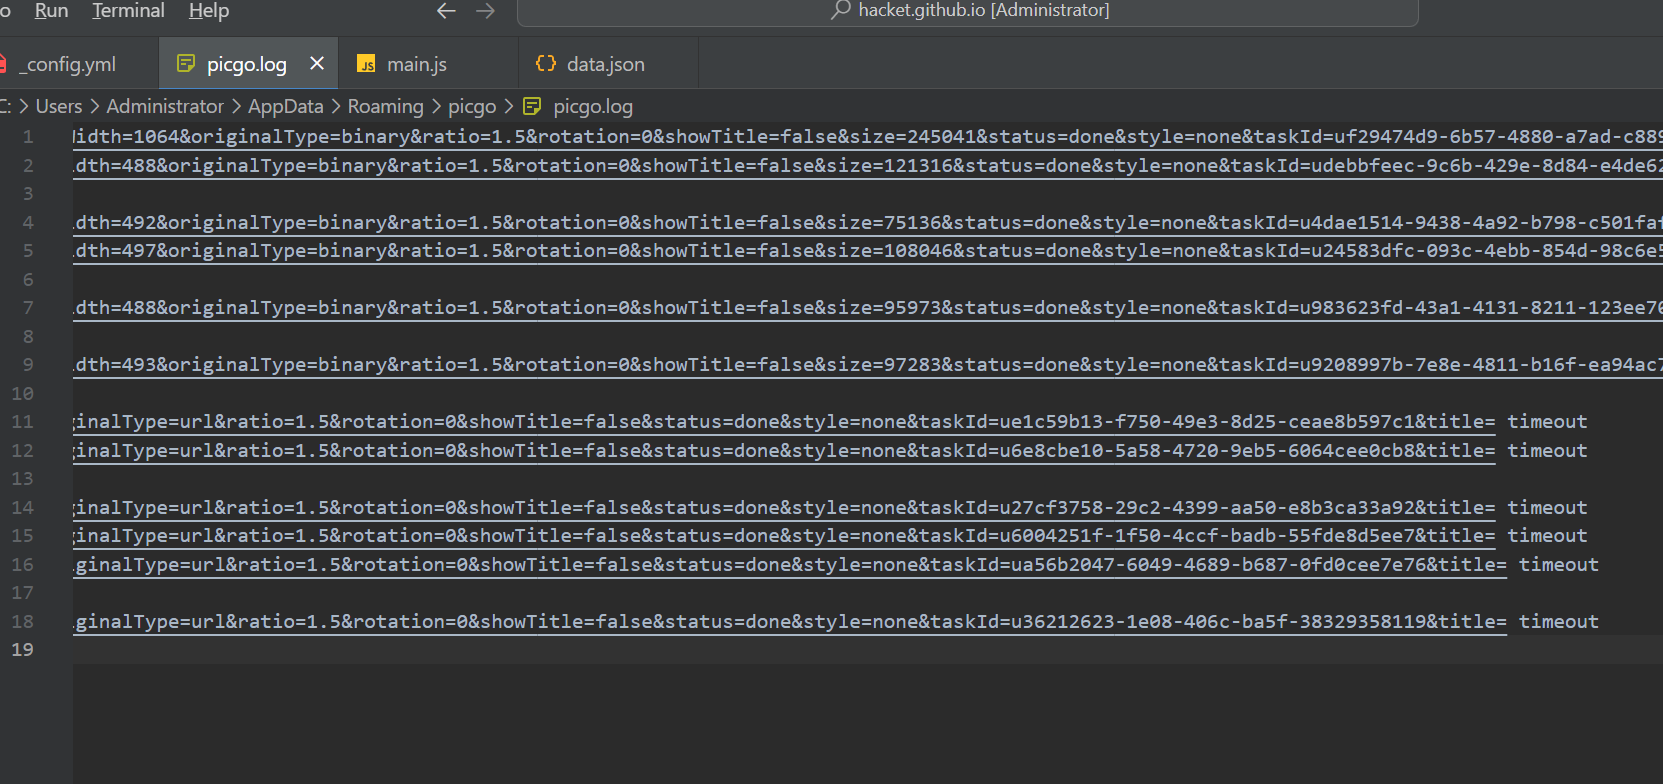 Run Terminal Help
hacket.github.io [Administrator]
_config.yml picgo.log main.js data.json
Users > Administrator > AppData > Roaming > picgo > picgo.log
1 Width=1064&originalType=binary&ratio=1.5&rotation=0&showTitle=false&size=245041&status=done&style=none&taskId=uf29474d9-6b57-4880-a7ad-c889
2 dth=488&originalType=binary&ratio=1.5&rotation=0&showTitle=false&size=121316&status=done&style=none&taskId=udebbfeec-9c6b-429e-8d84-e4de62
3
4 dth=492&originalType=binary&ratio=1.5&rotation=0&showTitle=false&size=75136&status=done&style=none&taskId=u4dae1514-9438-4a92-b798-c501faf
5 dth=497&originalType=binary&ratio=1.5&rotation=0&showTitle=false&size=108046&status=done&style=none&taskId=u24583dfc-093c-4ebb-854d-98c6e5
6
7 dth=488&originalType=binary&ratio=1.5&rotation=0&showTitle=false&size=95973&status=done&style=none&taskId=u983623fd-43a1-4131-8211-123ee76
8
9 dth=493&originalType=binary&ratio=1.5&rotation=0&showTitle=false&size=97283&status=done&style=none&taskId=u9208997b-7e8e-4811-b16f-ea94ac7
10
11 ginalType=url&ratio=1.5&rotation=0&showTitle=false&status=done&style=none&taskId=ue1c59b13-f750-49e3-8d25-ceae8b597c1&title= timeout
12 ginalType=url&ratio=1.5&rotation=0&showTitle=false&status=done&style=none&taskId=u6e8cbe10-5a58-4720-9eb5-6064cee0cb8&title= timeout
13
14 ginalType=url&ratio=1.5&rotation=0&showTitle=false&status=done&style=none&taskId=u27cf3758-29c2-4399-aa50-e8b3ca33a92&title= timeout
15 ginalType=url&ratio=1.5&rotation=0&showTitle=false&status=done&style=none&taskId=u6004251f-1f50-4ccf-badb-55fde8d5ee7&title= timeout
16 ginalType=url&ratio=1.5&rotation=0&showTitle=false&status=done&style=none&taskId=ua56b2047-6049-4689-b687-0fd0cee7e76&title= timeout
17
18 ginalType=url&ratio=1.5&rotation=0&showTitle=false&status=done&style=none&taskId=u36212623-1e08-406c-ba5f-38329358119&title= timeout
19